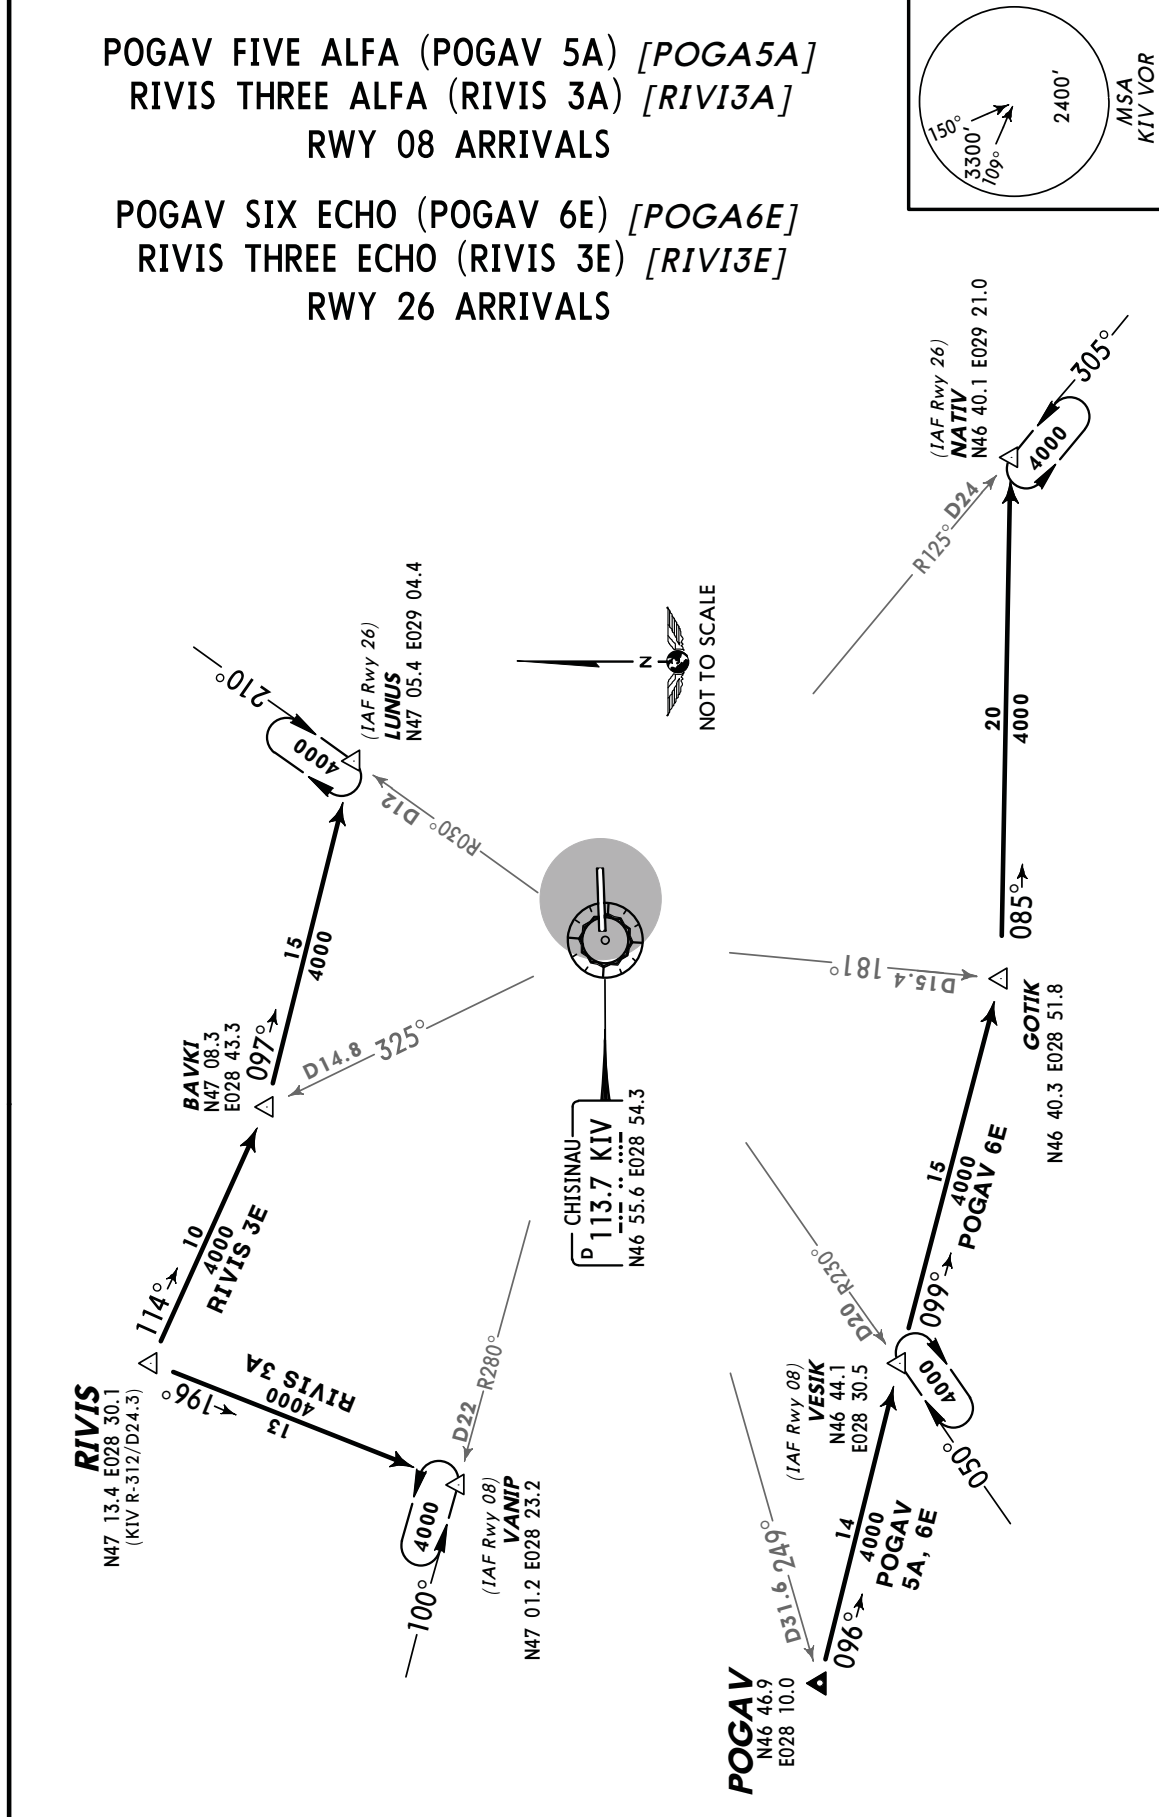 POGAV FIVE ALFA (POGAV 5A) [POGA5A]
RIVIS THREE ALFA (RIVIS 3A) [RIVI3A]
RWY 08 ARRIVALS
POGAV SIX ECHO (POGAV 6E) [POGA6E]
RIVIS THREE ECHO (RIVIS 3E) [RIVI3E]
RWY 26 ARRIVALS
150°
3300'
109°
2400'
MSA
KIV VOR
(IAF Rwy 26)
NATIV
N46 40.1 E029 21.0
305°
4000
R125° D24
(IAF Rwy 26)
LUNUS
N47 05.4 E029 04.4
210°
4000
R030° D12
N
NOT TO SCALE
20
4000
085°
15
4000
097°
BAVKI
N47 08.3
E028 43.3
D14.8 325°
D15.4 181°
GOTIK
N46 40.3 E028 51.8
CHISINAU
D 113.7 KIV
N46 55.6 E028 54.3
10
4000
RIVIS 3E
114°
RIVIS
N47 13.4 E028 30.1
(KIV R-312/D24.3)
196°
13
4000
RIVIS 3A
D22 R280°
(IAF Rwy 08)
VANIP
N47 01.2 E028 23.2
4000
100°
15
4000
POGAV 6E
099°
D20 R230°
(IAF Rwy 08)
VESIK
N46 44.1
E028 30.5
4000
050°
14
4000
POGAV
5A, 6E
096°
D31.6 249°
POGAV
N46 46.9
E028 10.0